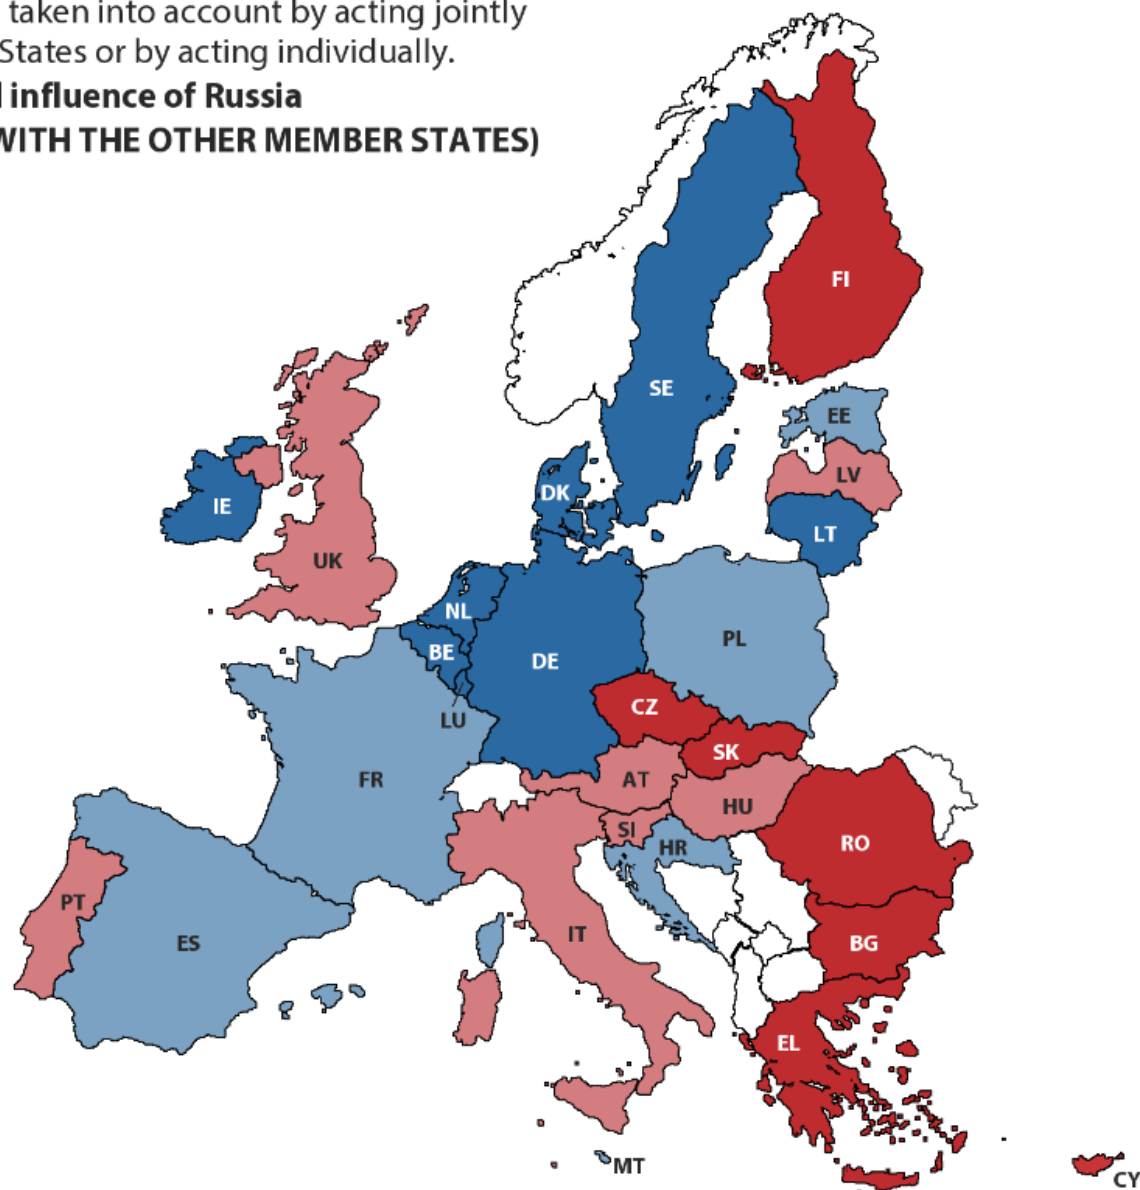 taken into account by acting jointly
States or by acting individually.
influence of Russia
WITH THE OTHER MEMBER STATES)
FI
SE
EE
LV
DK
IE
LT
UK
NL
PL
BE
DE
CZ
LU
SK
FR
AT
HU
SI
HR
RO
PT
IT
ES
BG
EL
MT
CY